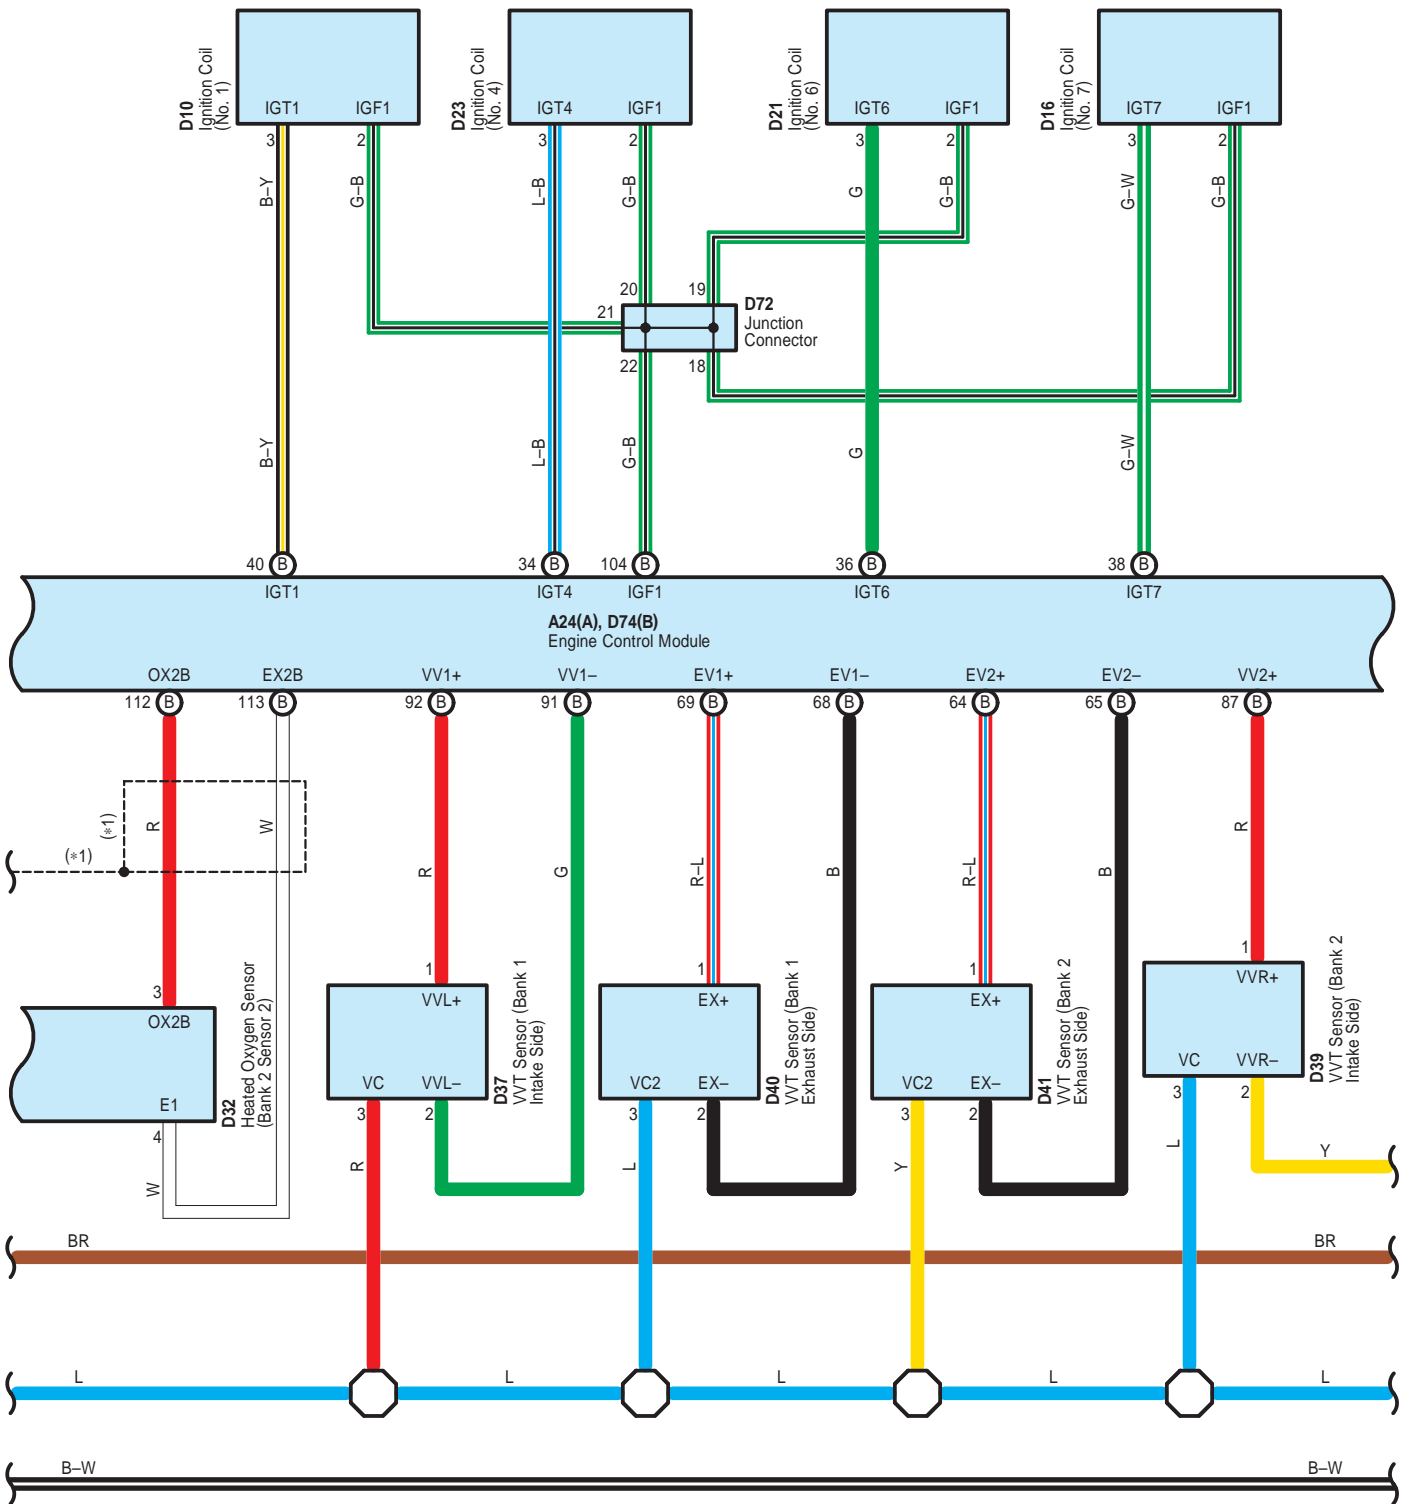 D10
Ignition Coil
(No. 1)
IGT1
IGF1
3
2
D23
Ignition Coil
(No. 4)
IGT4
IGF1
3
2
D21
Ignition Coil
(No. 6)
IGT6
IGF1
3
2
D16
Ignition Coil
(No. 7)
IGT7
IGF1
3
2
B–Y
G–B
L–B
G–B
G
G–B
G–W
G–B
20
19
21
D72
Junction
Connector
22
18
B–Y
L–B
G–B
G
G–W
40 B
34 B
104 B
36 B
38 B
IGT1
IGT4
IGF1
IGT6
IGT7
A24(A), D74(B)
Engine Control Module
OX2B
EX2B
VV1+
VV1–
EV1+
EV1–
EV2+
EV2–
VV2+
112 B
113 B
92 B
91 B
69 B
68 B
64 B
65 B
87 B
(∗1)
(∗1)
R
W
R
G
R–L
B
R–L
B
R
3
OX2B
E1
4
D32
Heated Oxygen Sensor
(Bank 2 Sensor 2)
W
W
1
VVL+
VC
VVL–
3
2
D37
VVT Sensor (Bank 1
Intake Side)
1
EX+
VC2
EX–
3
2
D40
VVT Sensor (Bank 1
Exhaust Side)
1
EX+
VC2
EX–
3
2
D41
VVT Sensor (Bank 2
Exhaust Side)
1
VVR+
VC
VVR–
3
2
D39
VVT Sensor (Bank 2
Intake Side)
R
L
Y
L
Y
BR
BR
L
L
L
L
L
B–W
B–W